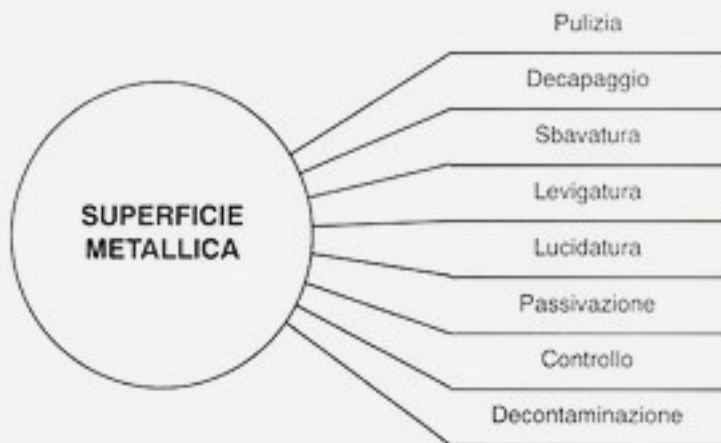 Pulizia
Decapaggio
Sbavatura
Levigatura
SUPERFICIE
METALLICA
Lucidatura
Passivazione
Controllo
Decontaminazione